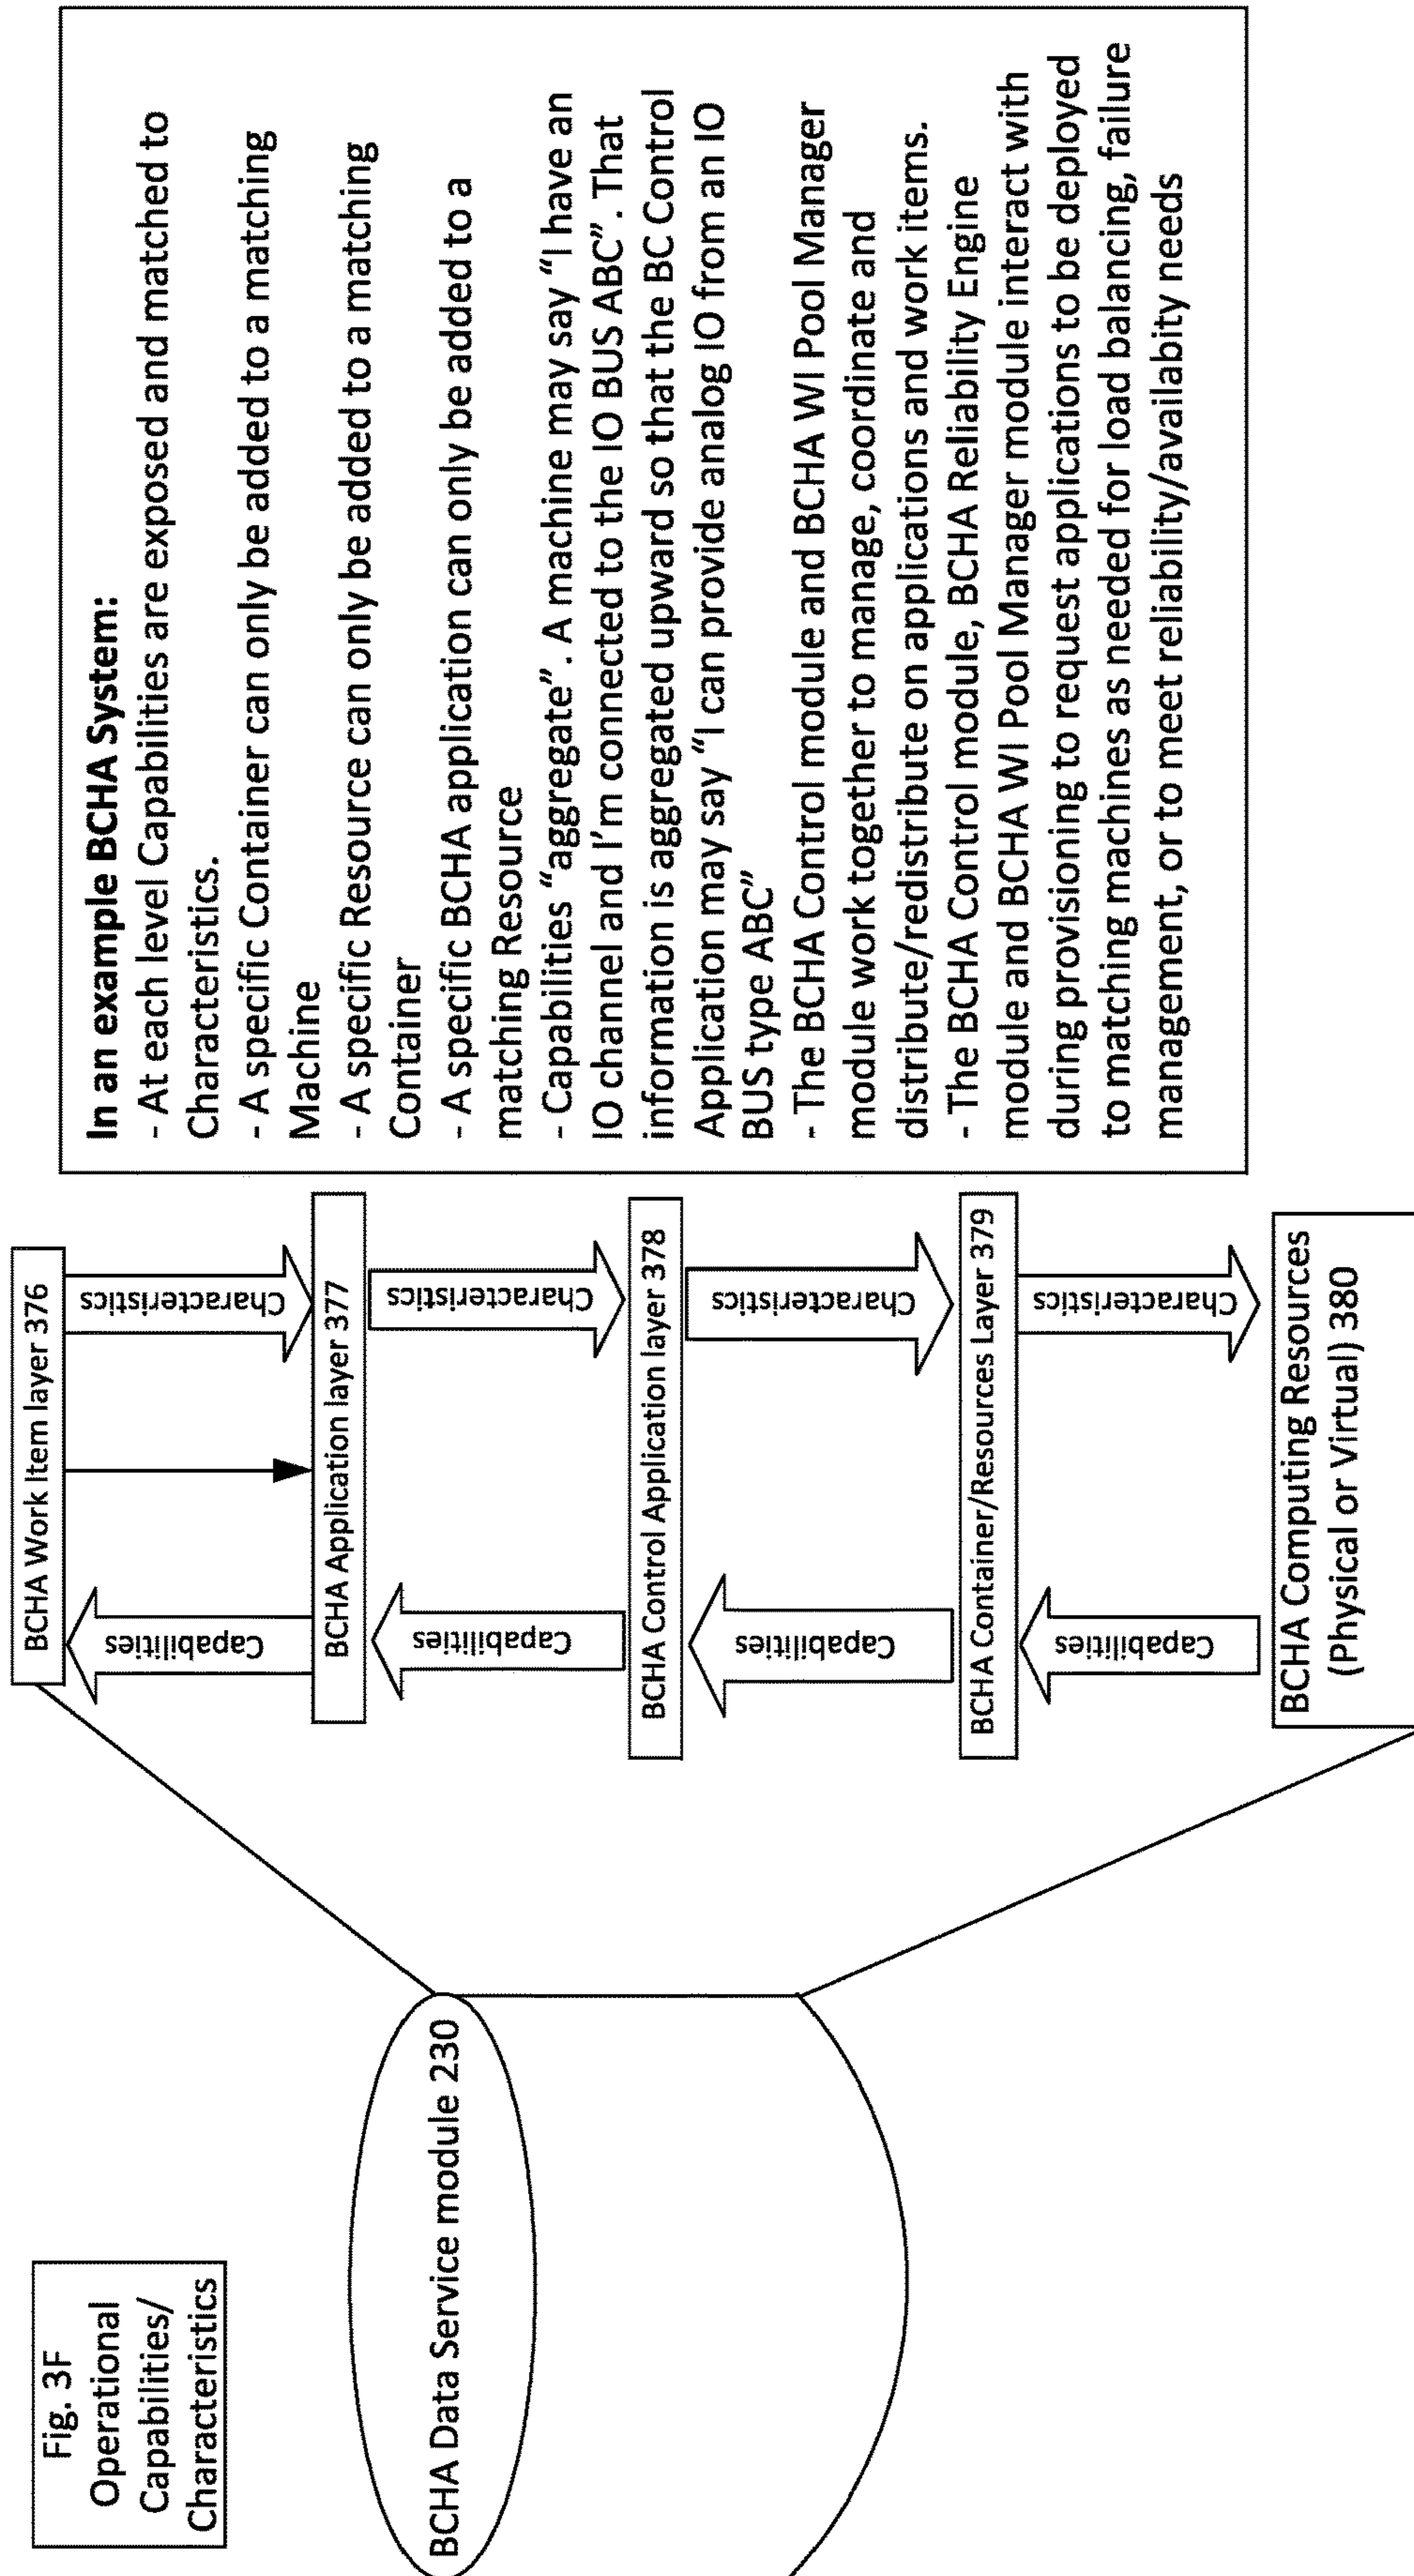 Fig. 3F
Operational
Capabilities/
Characteristics
BCHA Data Service module 230
BCHA Work Item layer 376
Capabilities
Characteristics
BCHA Application layer 377
Capabilities
Characteristics
BCHA Control Application layer 378
Capabilities
Characteristics
BCHA Container/Resources Layer 379
Capabilities
Characteristics
BCHA Computing Resources
(Physical or Virtual) 380
In an example BCHA System:
- At each level Capabilities are exposed and matched to
Characteristics.
- A specific Container can only be added to a matching
Machine
- A specific Resource can only be added to a matching
Container
- A specific BCHA application can only be added to a
matching Resource
- Capabilities “aggregate”. A machine may say “I have an
IO channel and I’m connected to the IO BUS ABC”. That
information is aggregated upward so that the BC Control
Application may say “I can provide analog IO from an IO
BUS type ABC”
- The BCHA Control module and BCHA WI Pool Manager
module work together to manage, coordinate and
distribute/redistribute on applications and work items.
- The BCHA Control module, BCHA Reliability Engine
module and BCHA WI Pool Manager module interact with
during provisioning to request applications to be deployed
to matching machines as needed for load balancing, failure
management, or to meet reliability/availabity needs